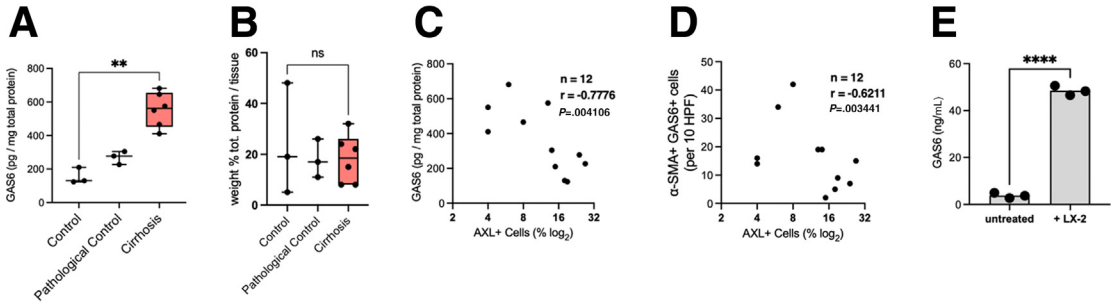 A
GAS6 (pg / mg total protein)
800
600
400
200
0
**
Control
Pathological Control
Cirrhosis
B
weight % tot. protein / tissue
60
40
20
0
ns
Control
Pathological Control
Cirrhosis
C
GAS6 (pg / mg total protein)
800
600
400
200
0
n = 12
r = -0.7776
P=.004106
2
4
8
16
32
AXL+ Cells (% log2)
D
α-SMA+ GAS6+ cells
(per 10 HPF)
50
40
30
20
10
0
n = 12
r = -0.6211
P=.003441
2
4
8
16
32
AXL+ Cells (% log2)
E
GAS6 (ng/mL)
60
40
20
0
****
untreated
+ LX-2